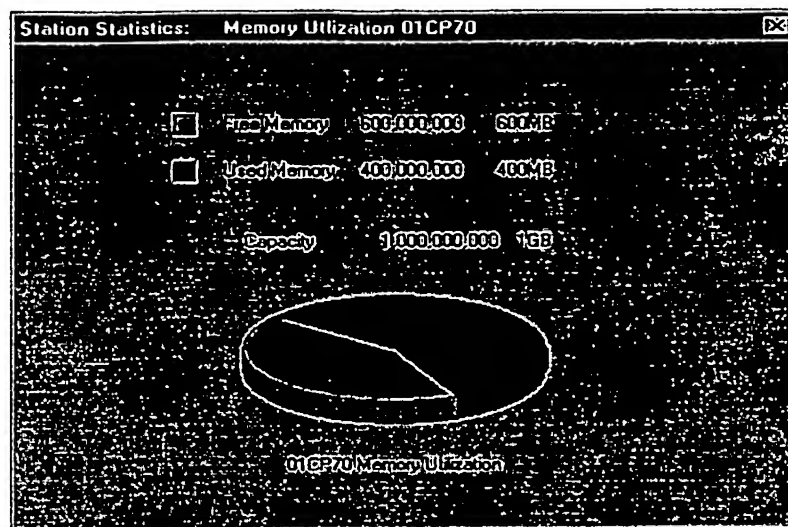 Station Statistics: Memory Utlization 01CP70
Free Memory 600.000.000 600MB
Used Memory 400.000.000 400MB
Capacity 1.000.000.000 1GB
01CP70 Memory Utlization